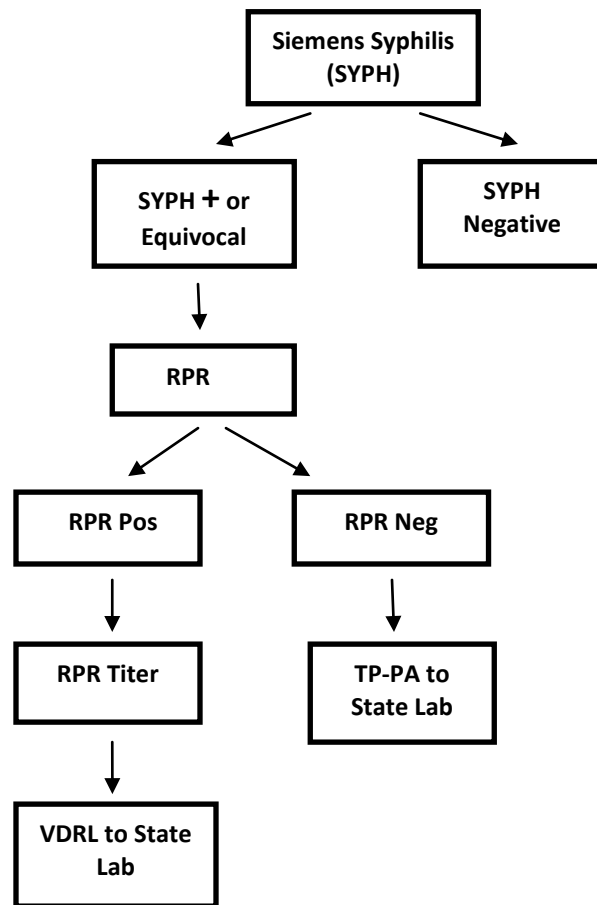 Siemens Syphilis
(SYPH)
SYPH + or
Equivocal
SYPH
Negative
RPR
RPR Pos
RPR Neg
RPR Titer
TP-PA to
State Lab
VDRL to State
Lab